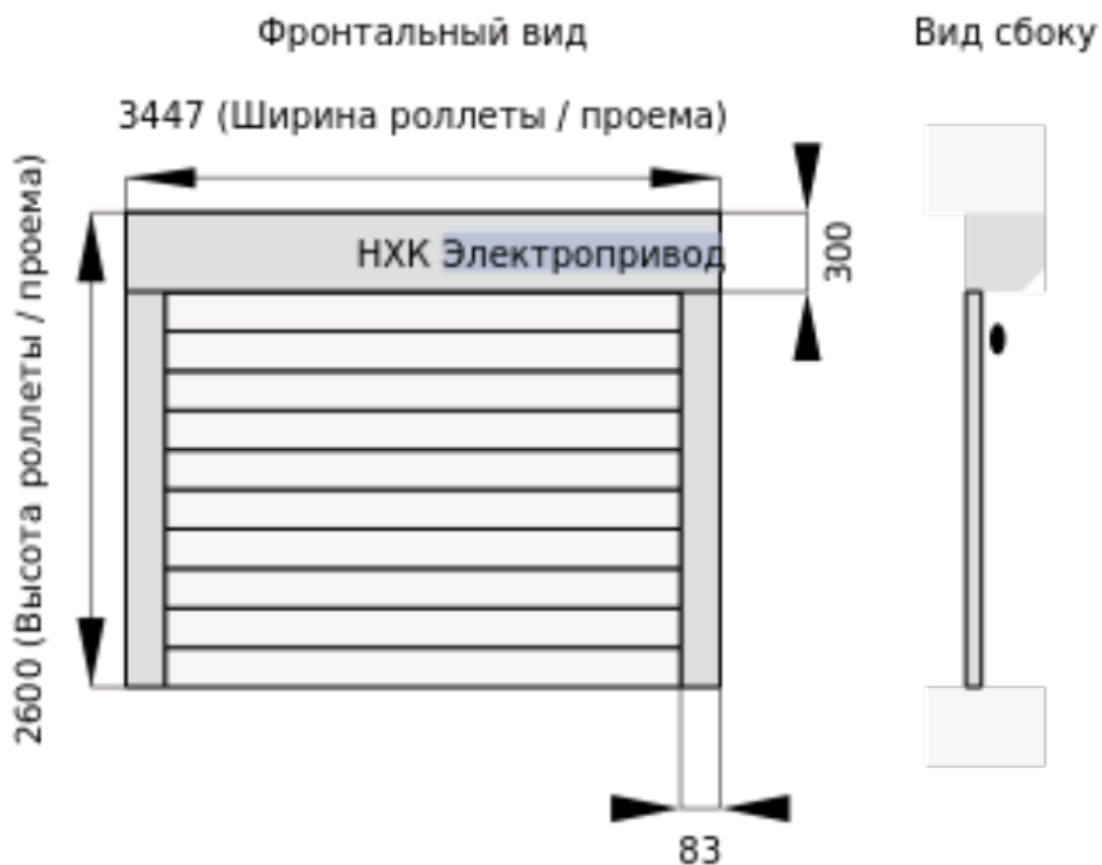 Фронтальный вид
Вид сбоку
3447 (Ширина роллеты / проема)
2600 (Высота роллеты / проема)
НХК Электропривод
300
83